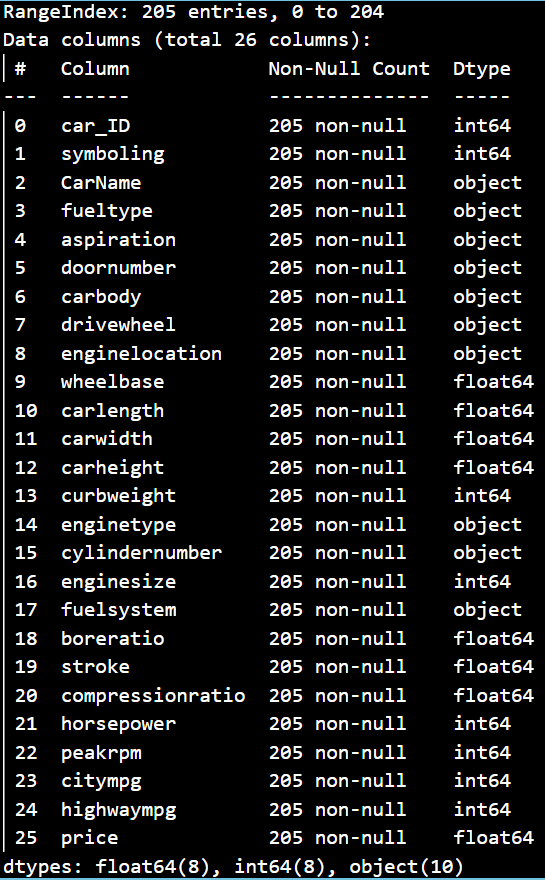 RangeIndex: 205 entries, 0 to 204
Data columns (total 26 columns):
 #   Column            Non-Null Count  Dtype
---  ------            --------------  -----
 0   car_ID            205 non-null    int64
 1   symboling         205 non-null    int64
 2   CarName           205 non-null    object
 3   fueltype          205 non-null    object
 4   aspiration        205 non-null    object
 5   doornumber        205 non-null    object
 6   carbody           205 non-null    object
 7   drivewheel        205 non-null    object
 8   enginelocation    205 non-null    object
 9   wheelbase         205 non-null    float64
 10  carlength         205 non-null    float64
 11  carwidth          205 non-null    float64
 12  carheight         205 non-null    float64
 13  curbweight        205 non-null    int64
 14  enginetype        205 non-null    object
 15  cylindernumber    205 non-null    object
 16  enginesize        205 non-null    int64
 17  fuelsystem        205 non-null    object
 18  boreratio         205 non-null    float64
 19  stroke            205 non-null    float64
 20  compressionratio  205 non-null    float64
 21  horsepower        205 non-null    int64
 22  peakrpm           205 non-null    int64
 23  citympg           205 non-null    int64
 24  highwaympg        205 non-null    int64
 25  price             205 non-null    float64
dtypes: float64(8), int64(8), object(10)